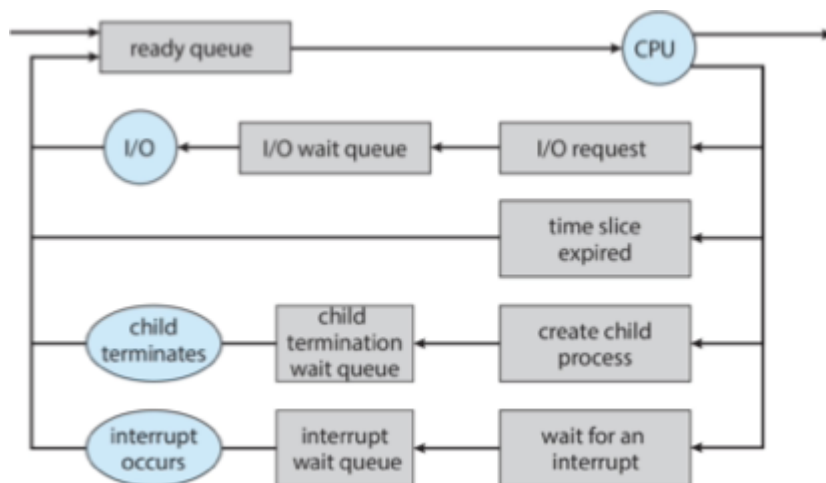 ready queue
CPU
I/O
I/O wait queue
I/O request
time slice
expired
child
terminates
child
termination
wait queue
create child
process
interrupt
occurs
interrupt
wait queue
wait for an
interrupt